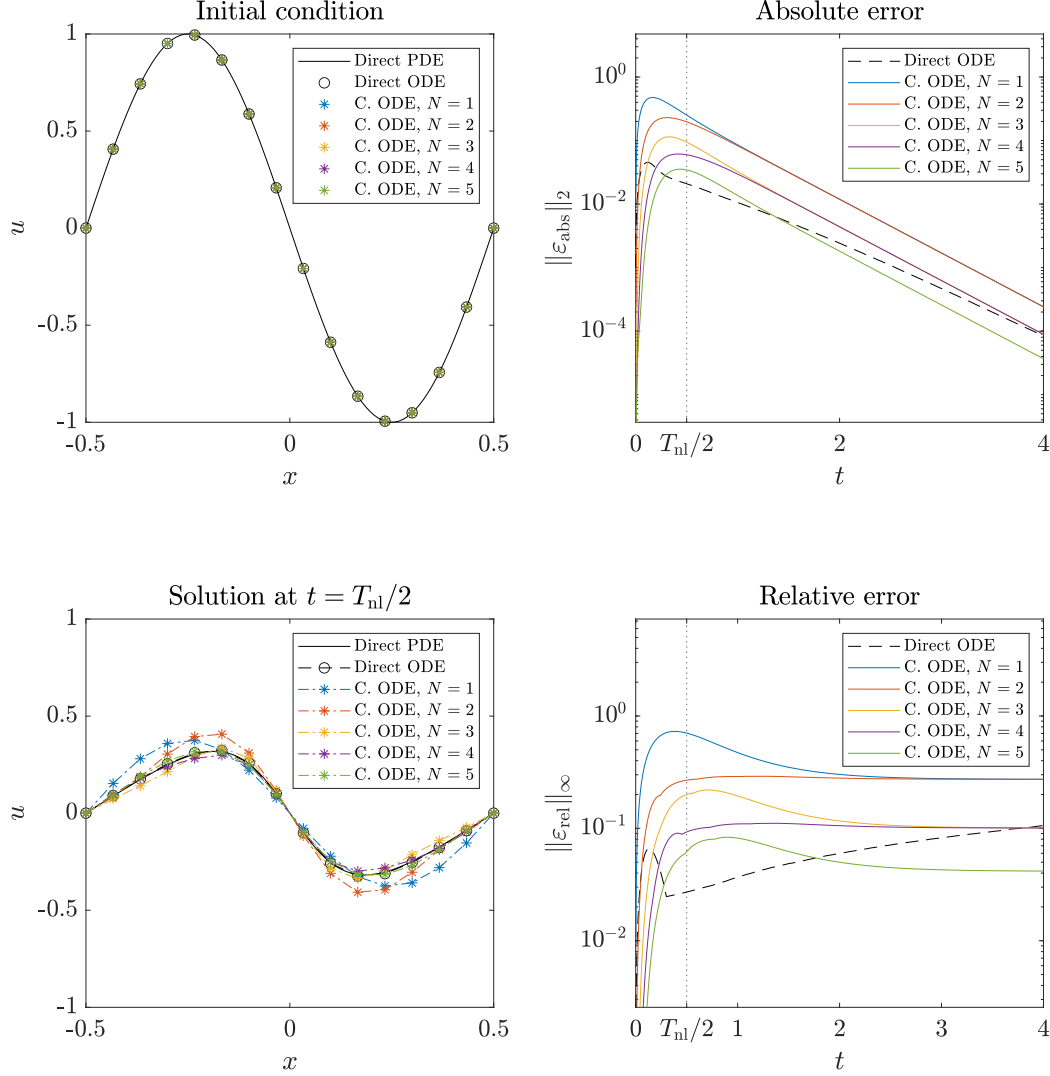 Initial condition
1
0.5
0
-0.5
-1
u
-0.5
0
0.5
x
Direct PDE
Direct ODE
C. ODE, N = 1
C. ODE, N = 2
C. ODE, N = 3
C. ODE, N = 4
C. ODE, N = 5
Absolute error
10^0
10^{-2}
10^{-4}
||ε_abs||_2
0
T_nl/2
2
4
t
Direct ODE
C. ODE, N = 1
C. ODE, N = 2
C. ODE, N = 3
C. ODE, N = 4
C. ODE, N = 5
Solution at t = T_nl/2
1
0.5
0
-0.5
-1
u
-0.5
0
0.5
x
Direct PDE
Direct ODE
C. ODE, N = 1
C. ODE, N = 2
C. ODE, N = 3
C. ODE, N = 4
C. ODE, N = 5
Relative error
10^0
10^{-1}
10^{-2}
||ε_rel||_∞
0
T_nl/2
1
2
3
4
t
Direct ODE
C. ODE, N = 1
C. ODE, N = 2
C. ODE, N = 3
C. ODE, N = 4
C. ODE, N = 5